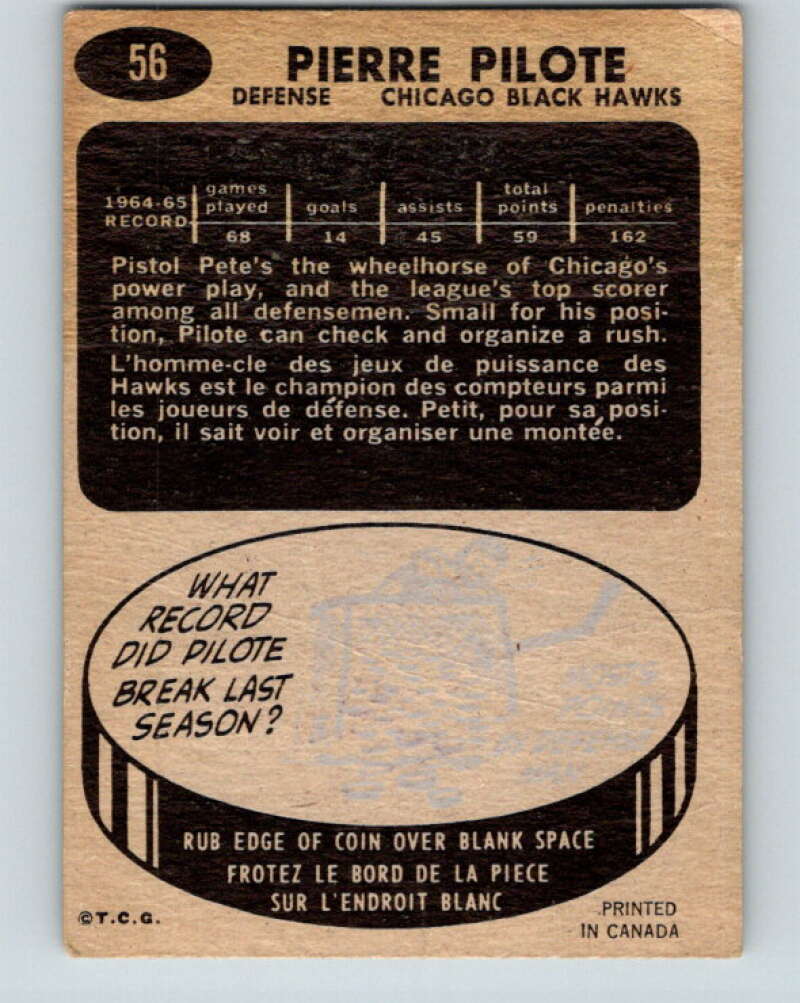 56
PIERRE PILOTE
DEFENSE CHICAGO BLACK HAWKS
1964-65 RECORD games played goals assists total points penalties
68 14 45 59 162
Pistol Pete's the wheelhorse of Chicago's
power play, and the league's top scorer
among all defensemen. Small for his posi-
tion, Pilote can check and organize a rush.
L'homme-cle des jeux de puissance des
Hawks est le champion des compteurs parmi
les joueurs de défense. Petit, pour sa posi-
tion, il sait voir et organiser une montée.
WHAT
RECORD
DID PILOTE
BREAK LAST
SEASON?
MOSTS
POINTS
BY DEFENSE
MAN
RUB EDGE OF COIN OVER BLANK SPACE
FROTEZ LE BORD DE LA PIECE
SUR L'ENDROIT BLANC
©T.C.G.
PRINTED
IN CANADA